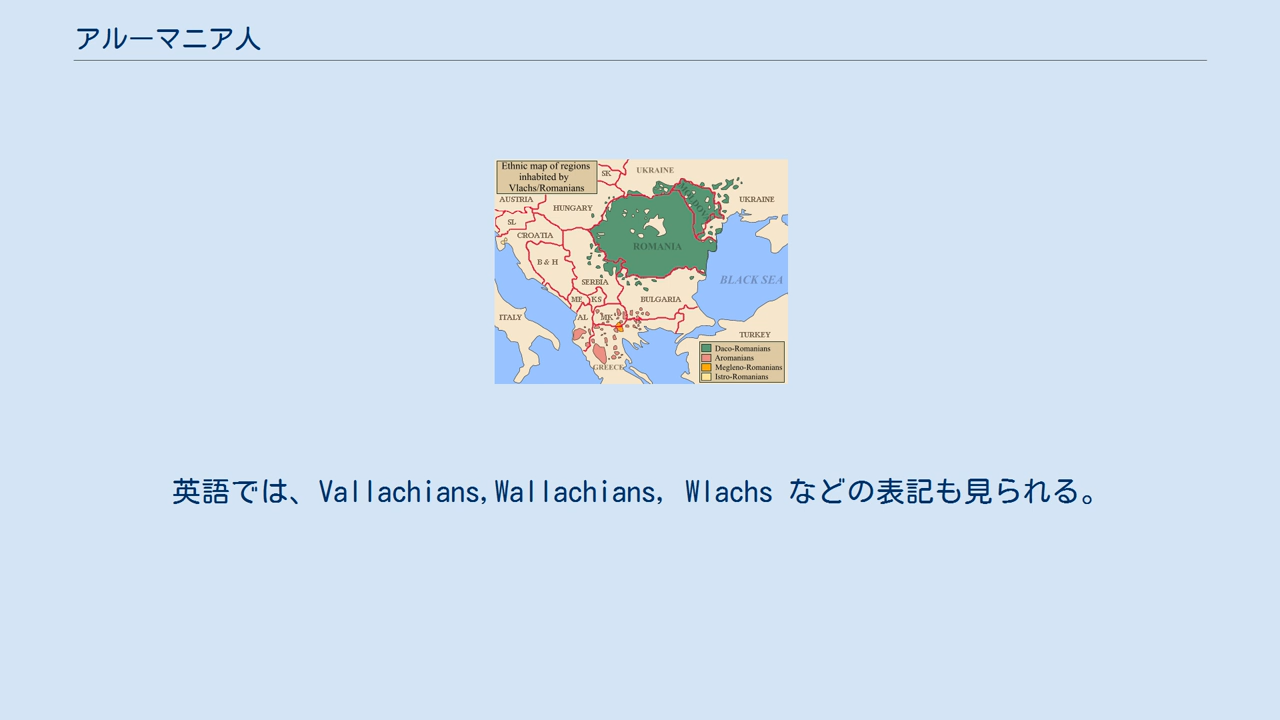 アルーマニア人
Ethnic map of regions
inhabited by
Vlachs/Romanians
SK
UKRAINE
AUSTRIA
HUNGARY
MOLDOVA
UKRAINE
SL
CROATIA
ROMANIA
B & H
SERBIA
BLACK SEA
ME
KS
BULGARIA
ITALY
AL
MK
TURKEY
GREECE
Daco-Romanians
Aromanians
Megleno-Romanians
Istro-Romanians
英語では、Vallachians,Wallachians, Wlachs などの表記も見られる。